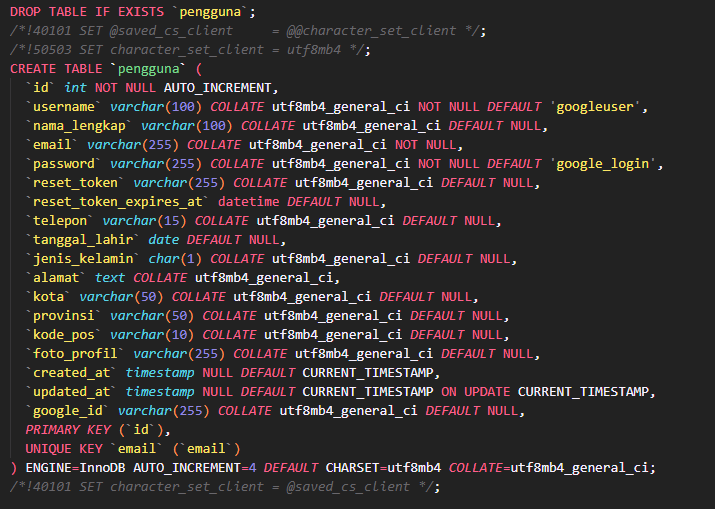 DROP TABLE IF EXISTS `pengguna`;
/*!40101 SET @saved_cs_client     = @@character_set_client */;
/*!50503 SET character_set_client = utf8mb4 */;
CREATE TABLE `pengguna` (
  `id` int NOT NULL AUTO_INCREMENT,
  `username` varchar(100) COLLATE utf8mb4_general_ci NOT NULL DEFAULT 'googleuser',
  `nama_lengkap` varchar(100) COLLATE utf8mb4_general_ci DEFAULT NULL,
  `email` varchar(255) COLLATE utf8mb4_general_ci NOT NULL,
  `password` varchar(255) COLLATE utf8mb4_general_ci NOT NULL DEFAULT 'google_login',
  `reset_token` varchar(255) COLLATE utf8mb4_general_ci DEFAULT NULL,
  `reset_token_expires_at` datetime DEFAULT NULL,
  `telepon` varchar(15) COLLATE utf8mb4_general_ci DEFAULT NULL,
  `tanggal_lahir` date DEFAULT NULL,
  `jenis_kelamin` char(1) COLLATE utf8mb4_general_ci DEFAULT NULL,
  `alamat` text COLLATE utf8mb4_general_ci,
  `kota` varchar(50) COLLATE utf8mb4_general_ci DEFAULT NULL,
  `provinsi` varchar(50) COLLATE utf8mb4_general_ci DEFAULT NULL,
  `kode_pos` varchar(10) COLLATE utf8mb4_general_ci DEFAULT NULL,
  `foto_profil` varchar(255) COLLATE utf8mb4_general_ci DEFAULT NULL,
  `created_at` timestamp NULL DEFAULT CURRENT_TIMESTAMP,
  `updated_at` timestamp NULL DEFAULT CURRENT_TIMESTAMP ON UPDATE CURRENT_TIMESTAMP,
  `google_id` varchar(255) COLLATE utf8mb4_general_ci DEFAULT NULL,
  PRIMARY KEY (`id`),
  UNIQUE KEY `email` (`email`)
) ENGINE=InnoDB AUTO_INCREMENT=4 DEFAULT CHARSET=utf8mb4 COLLATE=utf8mb4_general_ci;
/*!40101 SET character_set_client = @saved_cs_client */;